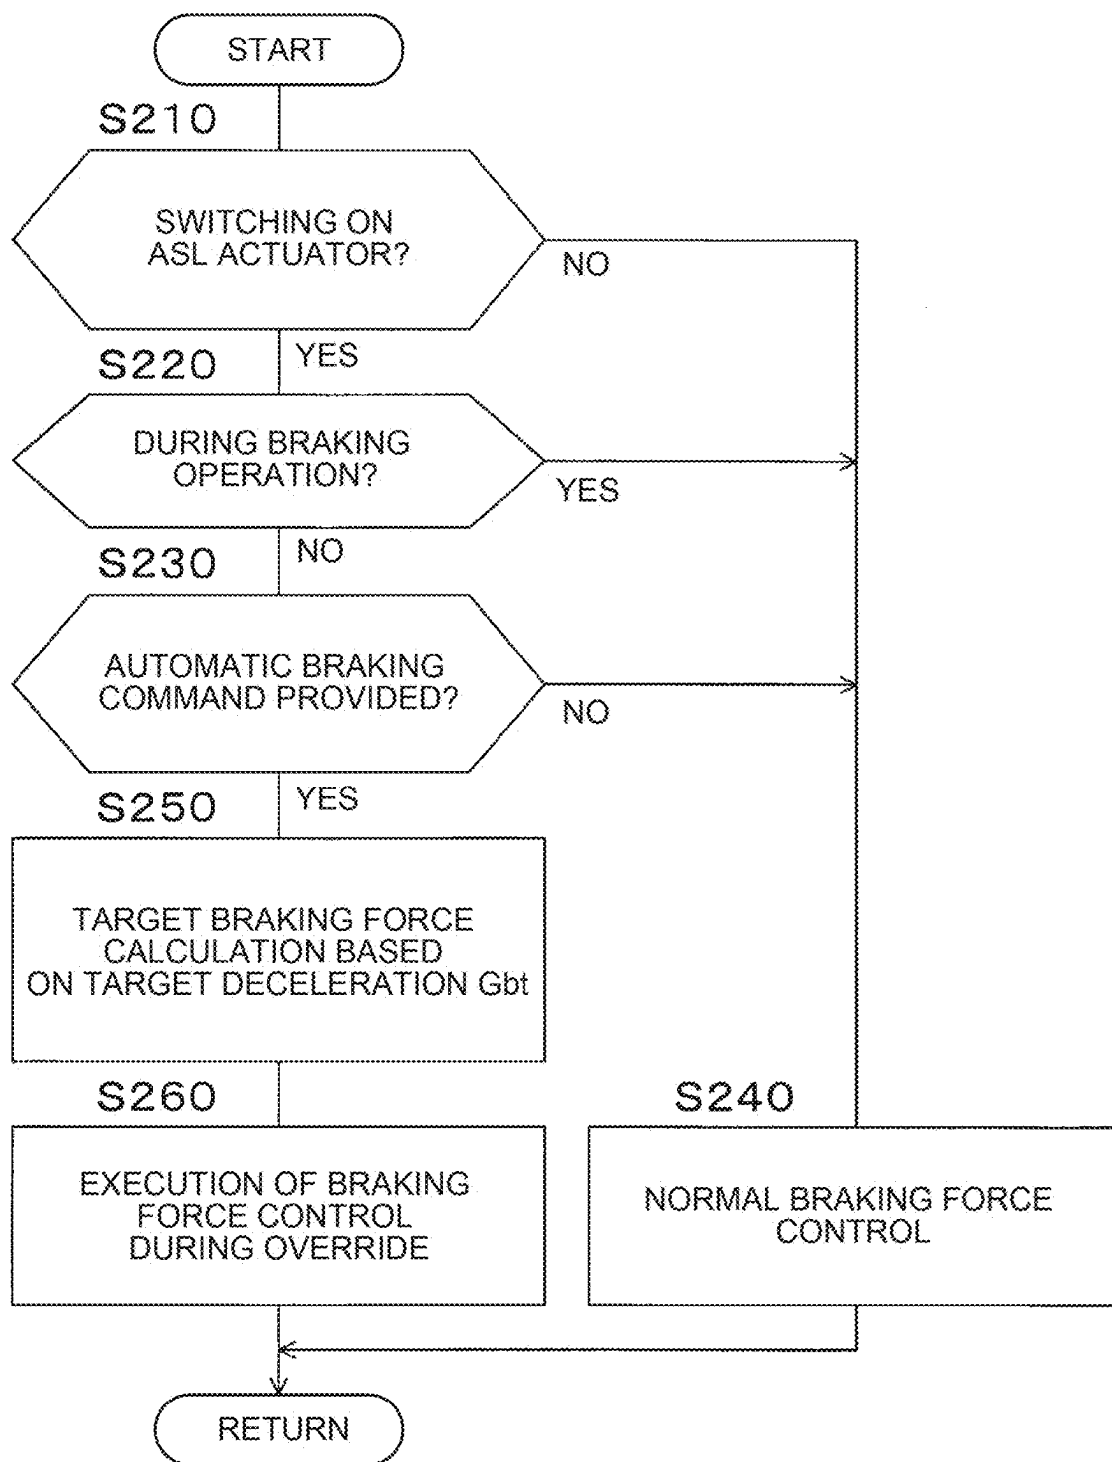 START
S210
SWITCHING ON
ASL ACTUATOR?
NO
YES
S220
DURING BRAKING
OPERATION?
YES
NO
S230
AUTOMATIC BRAKING
COMMAND PROVIDED?
NO
YES
S250
TARGET BRAKING FORCE
CALCULATION BASED
ON TARGET DECELERATION Gbt
S260
EXECUTION OF BRAKING
FORCE CONTROL
DURING OVERRIDE
S240
NORMAL BRAKING FORCE
CONTROL
RETURN